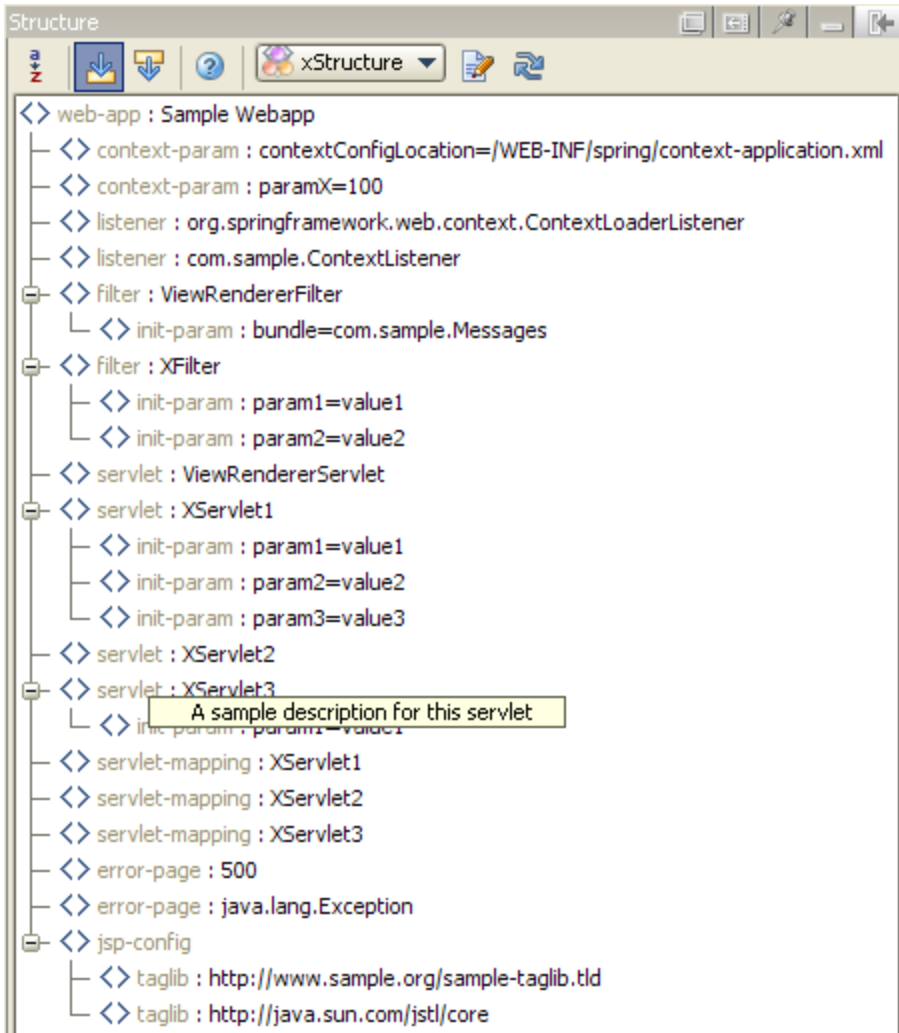 Structure
a
z
xStructure
web-app : Sample Webapp
context-param : contextConfigLocation=/WEB-INF/spring/context-application.xml
context-param : paramX=100
listener : org.springframework.web.context.ContextLoaderListener
listener : com.sample.ContextListener
filter : ViewRendererFilter
init-param : bundle=com.sample.Messages
filter : XFilter
init-param : param1=value1
init-param : param2=value2
servlet : ViewRendererServlet
servlet : XServlet1
init-param : param1=value1
init-param : param2=value2
init-param : param3=value3
servlet : XServlet2
servlet : XServlet3
A sample description for this servlet
init-param : param1=value1
servlet-mapping : XServlet1
servlet-mapping : XServlet2
servlet-mapping : XServlet3
error-page : 500
error-page : java.lang.Exception
jsp-config
taglib : http://www.sample.org/sample-taglib.tld
taglib : http://java.sun.com/jstl/core